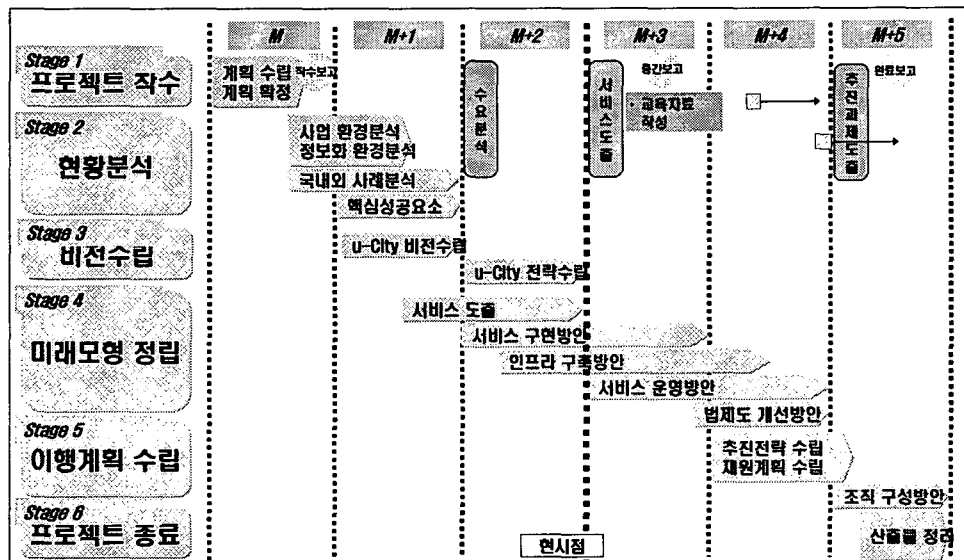 M
M+1
M+2
M+3
M+4
M+5
Stage 1
프로젝트 착수
계획 수립
계획 확정
착수보고
수요분석
서비스도출
중간보고
· 교육자료
작성
추진과제도출
완료보고
Stage 2
현황분석
사업 환경분석
정보화 환경분석
국내외 사례분석
핵심성공요소
Stage 3
비전수립
u-City 비전수립
u-City 전략수립
Stage 4
미래모형 정립
서비스 도출
서비스 구현방안
인프라 구축방안
서비스 운영방안
법제도 개선방안
Stage 5
이행계획 수립
추진전략 수립
재원계획 수립
조직 구성방안
Stage 6
프로젝트 종료
현시점
산출물 정리